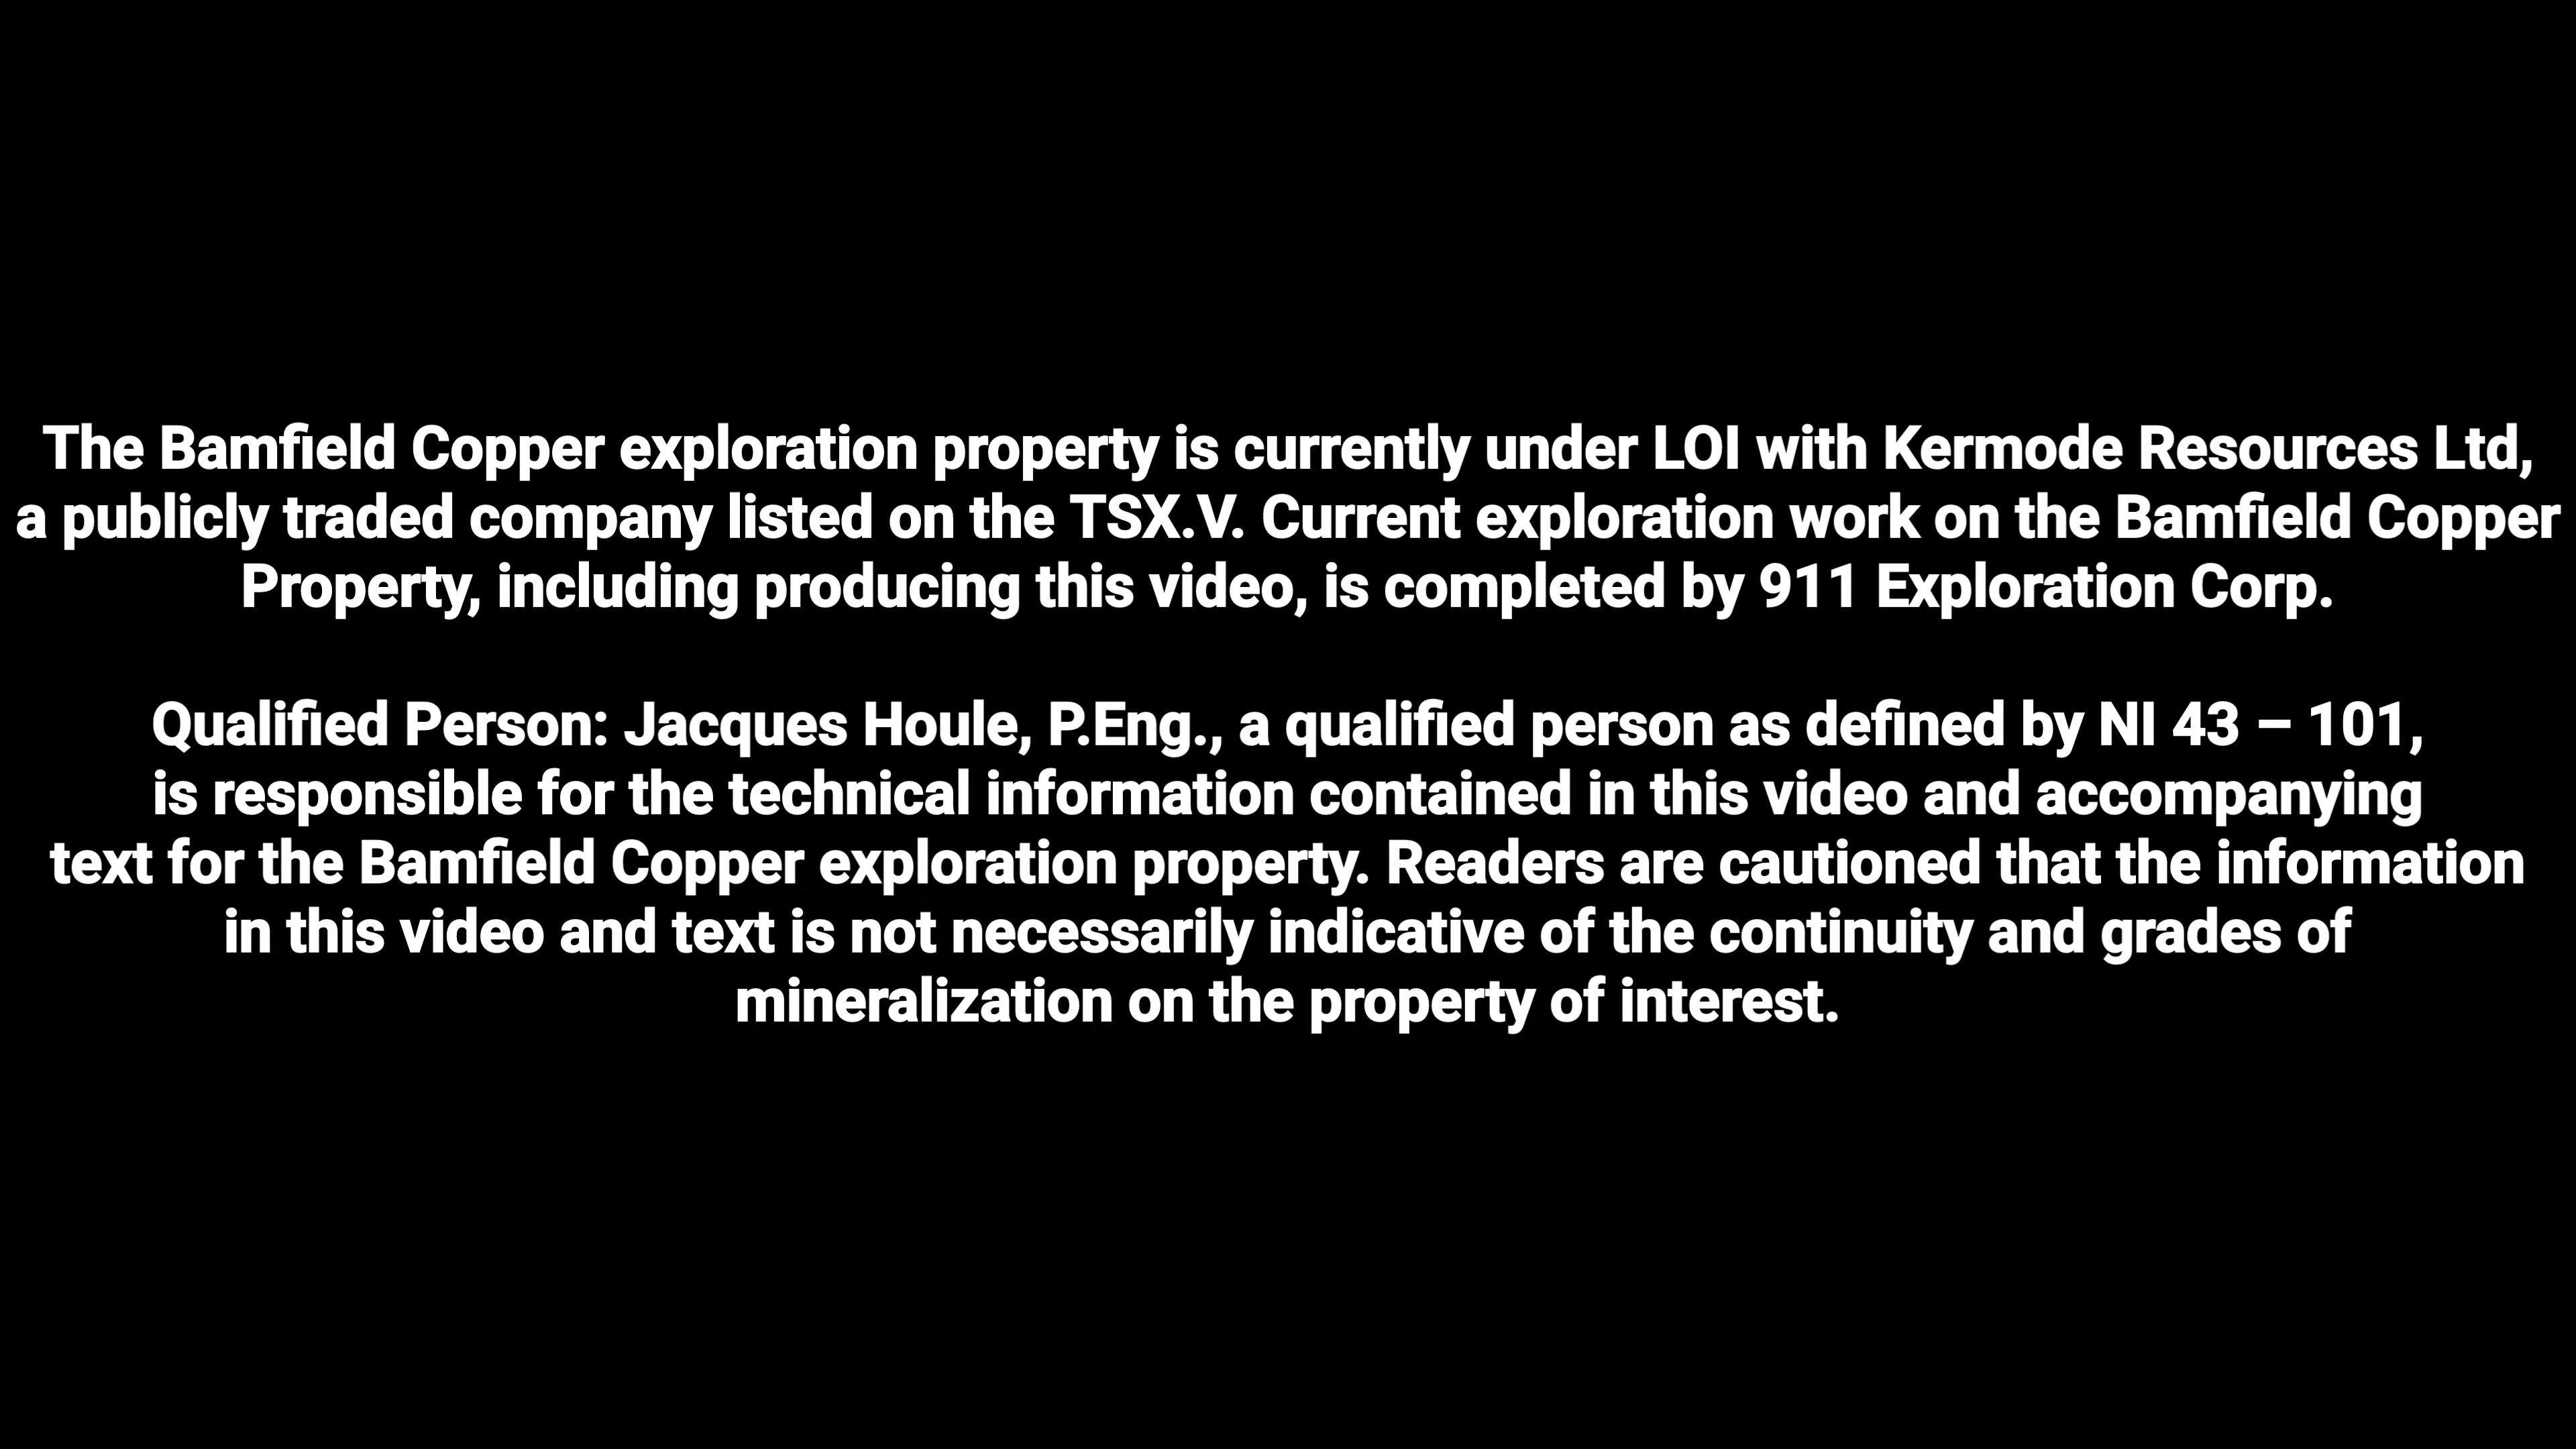 The Bamfield Copper exploration property is currently under LOI with Kermode Resources Ltd,
a publicly traded company listed on the TSX.V. Current exploration work on the Bamfield Copper
Property, including producing this video, is completed by 911 Exploration Corp.
Qualified Person: Jacques Houle, P.Eng., a qualified person as defined by NI 43 – 101,
is responsible for the technical information contained in this video and accompanying
text for the Bamfield Copper exploration property. Readers are cautioned that the information
in this video and text is not necessarily indicative of the continuity and grades of
mineralization on the property of interest.